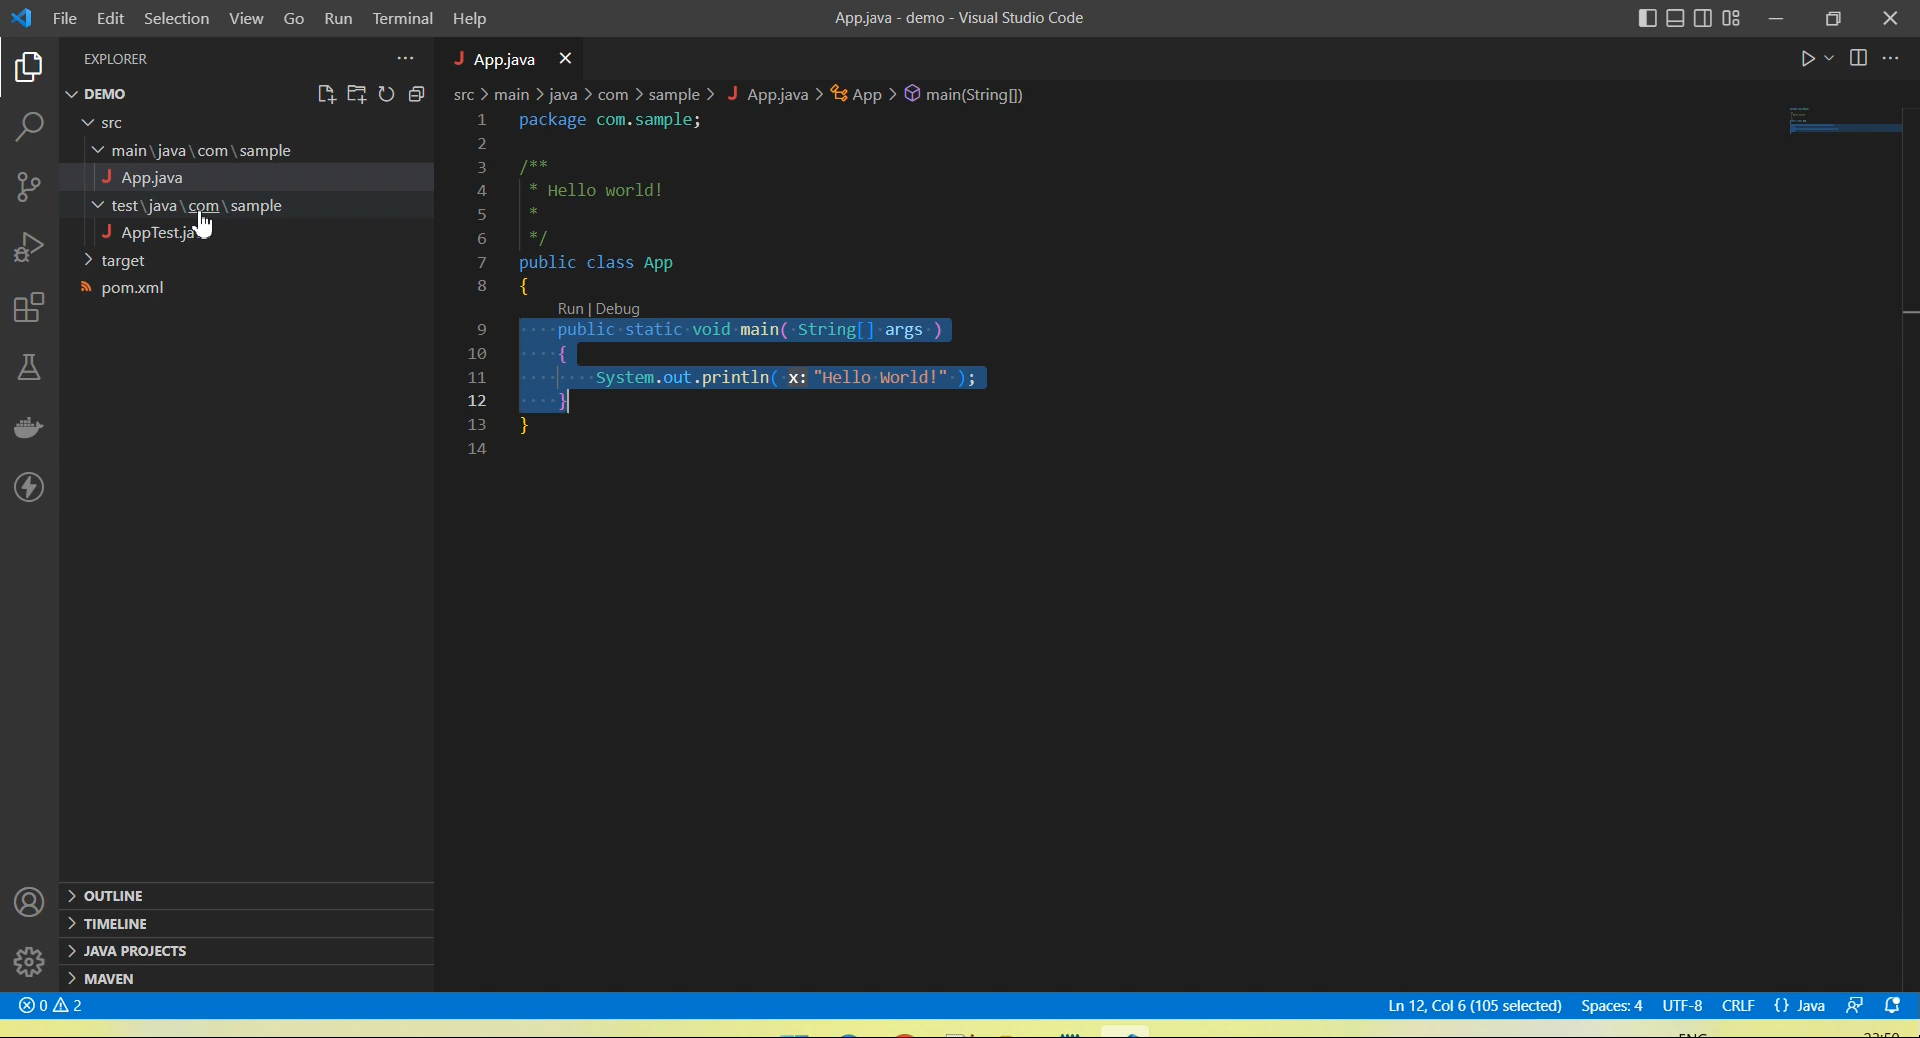 File Edit Selection View Go Run Terminal Help
App.java - demo - Visual Studio Code
EXPLORER
DEMO
src
main\java\com\sample
App.java
test\java\com\sample
AppTest.ja
target
pom.xml
OUTLINE
TIMELINE
JAVA PROJECTS
MAVEN
App.java
src > main > java > com > sample > J App.java > App > main(String[])
1 package com.sample;
2
3 /**
4 * Hello world!
5 *
6 */
7 public class App
8 {
Run | Debug
9 public static void main( String[] args )
10 {
11 System.out.println( x: "Hello World!" );
12 }
13 }
14
0 2
Ln 12, Col 6 (105 selected) Spaces: 4 UTF-8 CRLF {} Java